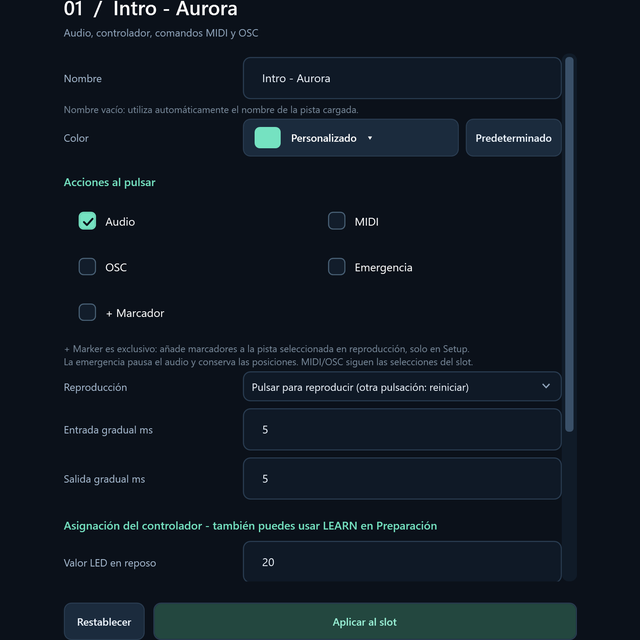 01 / Intro - Aurora
Audio, controlador, comandos MIDI y OSC
Nombre
Intro - Aurora
Nombre vacío: utiliza automáticamente el nombre de la pista cargada.
Color
Personalizado
Predeterminado
Acciones al pulsar
Audio
MIDI
OSC
Emergencia
+ Marcador
+ Marker es exclusivo: añade marcadores a la pista seleccionada en reproducción, solo en Setup.
La emergencia pausa el audio y conserva las posiciones. MIDI/OSC siguen las selecciones del slot.
Reproducción
Pulsar para reproducir (otra pulsación: reiniciar)
Entrada gradual ms
5
Salida gradual ms
5
Asignación del controlador - también puedes usar LEARN en Preparación
Valor LED en reposo
20
Restablecer
Aplicar al slot